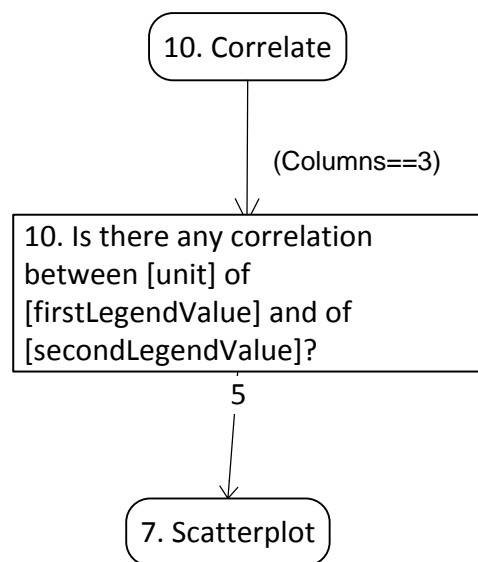 10. Correlate
(Columns==3)
10. Is there any correlation
between [unit] of
[firstLegendValue] and of
[secondLegendValue]?
5
7. Scatterplot